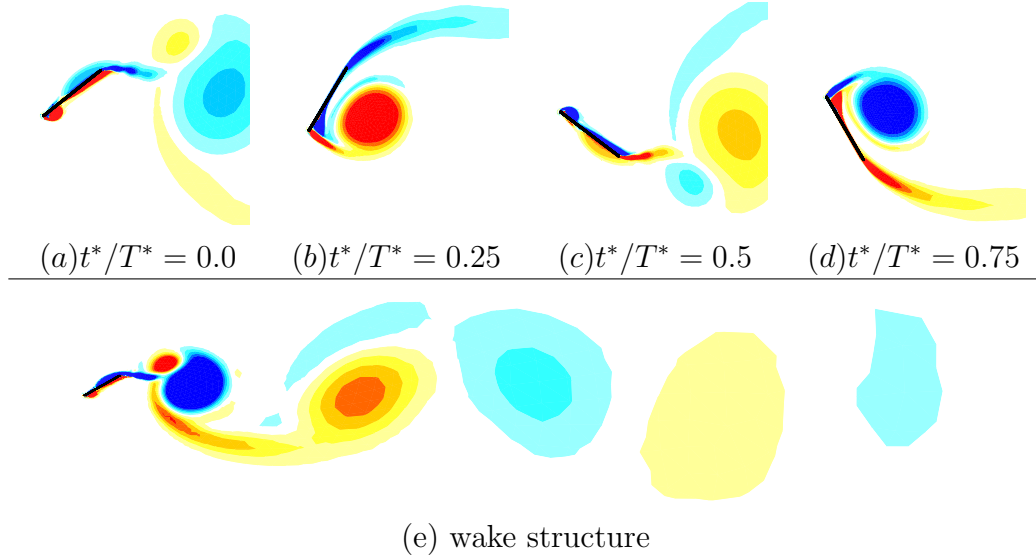 (a)t*/T* = 0.0 (b)t*/T* = 0.25 (c)t*/T* = 0.5 (d)t*/T* = 0.75
(e) wake structure